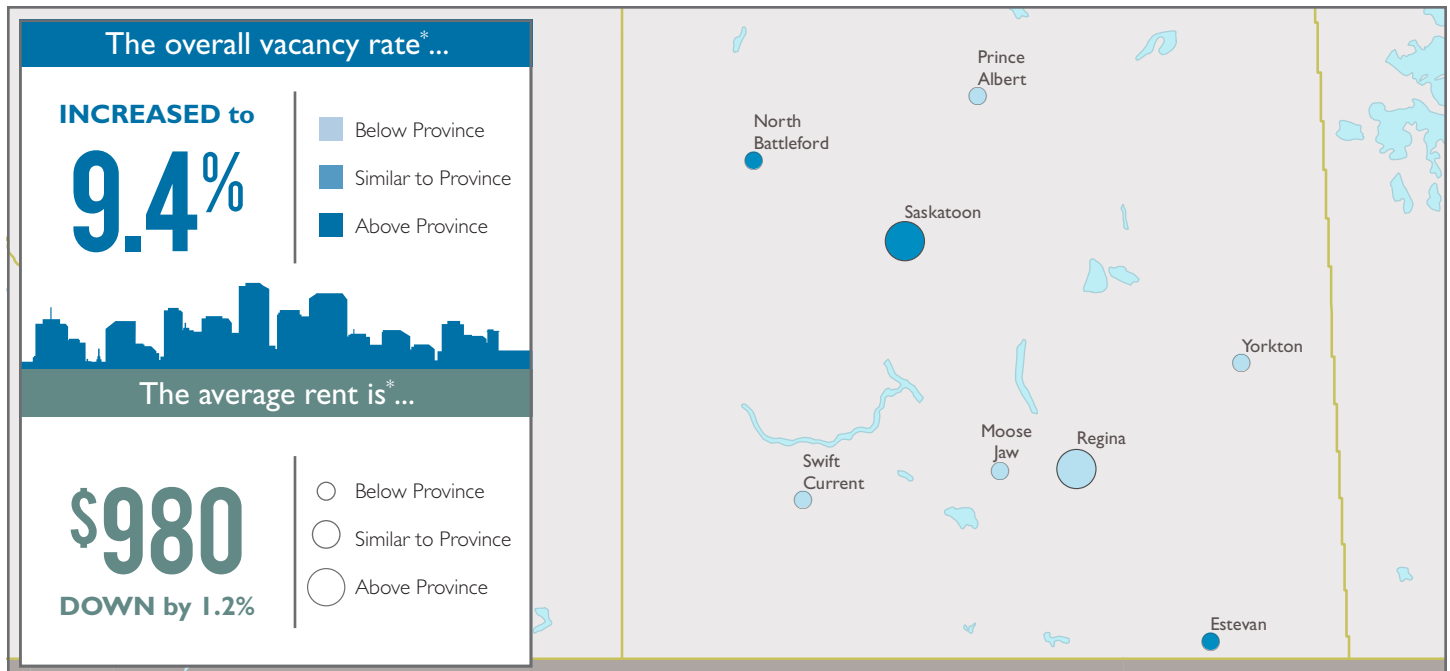 The overall vacancy rate*...
INCREASED to
9.4%
Below Province
Similar to Province
Above Province
The average rent is*...
$980
DOWN by 1.2%
Below Province
Similar to Province
Above Province
Prince
Albert
North
Battleford
Saskatoon
Yorkton
Moose
Jaw
Regina
Swift
Current
Estevan